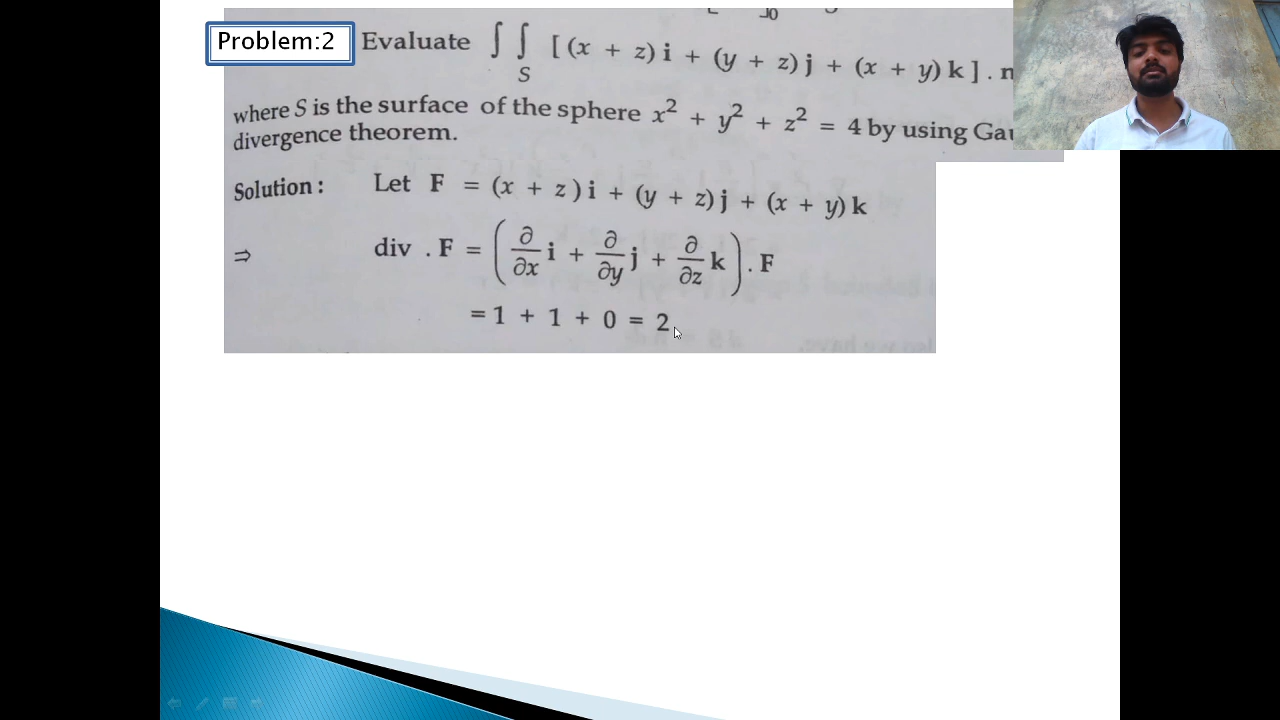 Problem:2 Evaluate ∫ ∫ [ (x + z) i + (y + z) j + (x + y) k ] . n
S
where S is the surface of the sphere x² + y² + z² = 4 by using
divergence theorem.
Solution : Let F = (x + z ) i + (y + z) j + (x + y) k
⇒ div . F = ( ∂/∂x i + ∂/∂y j + ∂/∂z k ) . F
= 1 + 1 + 0 = 2